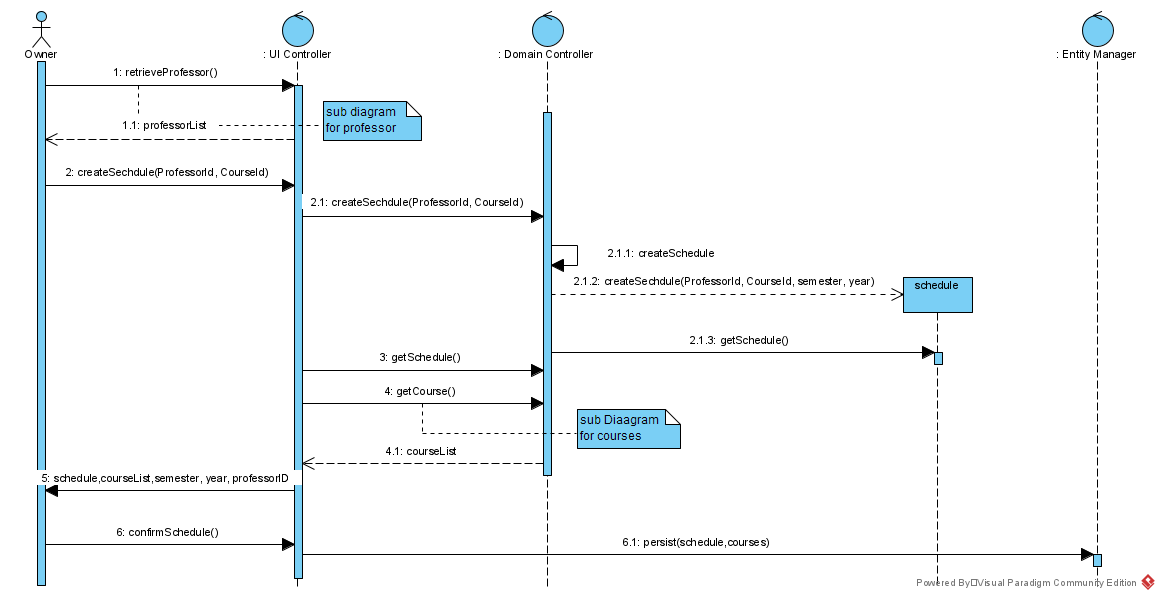 Owner
: UI Controller
: Domain Controller
: Entity Manager
1: retrieveProfessor()
sub diagram
for professor
1.1: professorList
2: createSechdule(ProfessorId, CourseId)
2.1: createSechdule(ProfessorId, CourseId)
2.1.1: createSchedule
2.1.2: createSechdule(ProfessorId, CourseId, semester, year)
schedule
2.1.3: getSchedule()
3: getSchedule()
4: getCourse()
sub Diaagram
for courses
4.1: courseList
5: schedule,courseList,semester, year, professorID
6: confirmSchedule()
6.1: persist(schedule,courses)
Powered By Visual Paradigm Community Edition